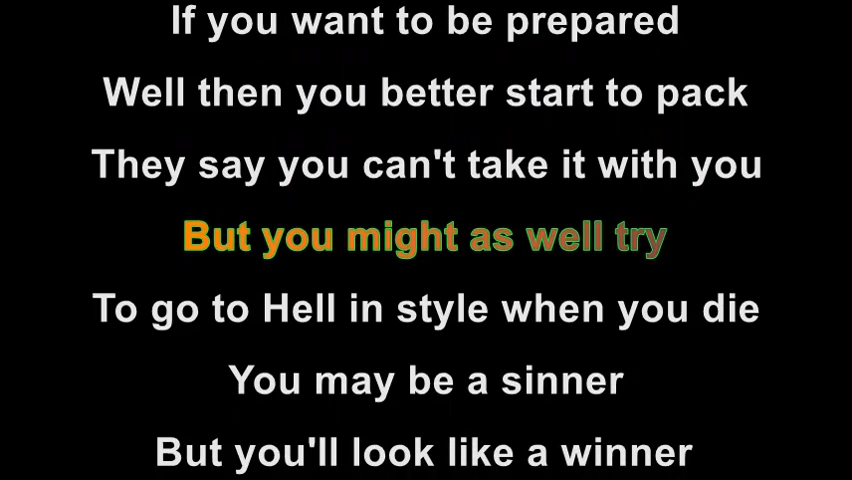 If you want to be prepared
Well then you better start to pack
They say you can't take it with you
But you might as well try
To go to Hell in style when you die
You may be a sinner
But you'll look like a winner